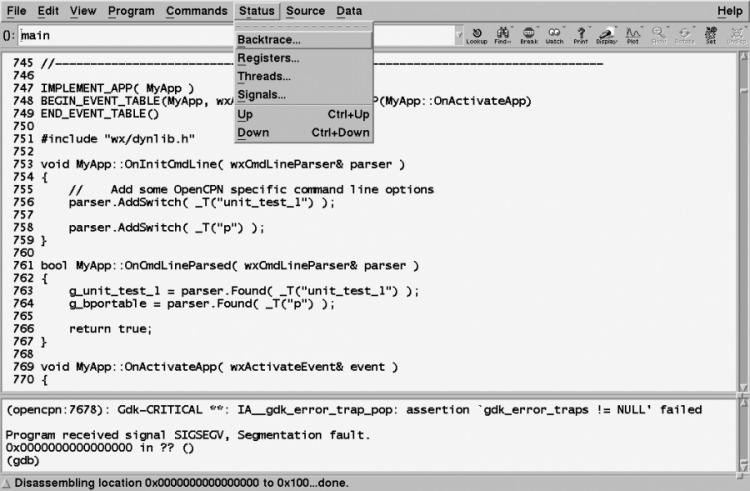 File Edit View Program Commands Status Source Data Help
(): main
Lookup Find» Break Watch Print Display Plot Show Rotate Set Undisp
Backtrace...
Registers...
Threads...
Signals...
Up Ctrl+Up
Down Ctrl+Down
745 //------------------------------------------------------------------------------
746
747 IMPLEMENT_APP( MyApp )
748 BEGIN_EVENT_TABLE(MyApp, wxA P(MyApp::OnActivateApp)
749 END_EVENT_TABLE()
750
751 #include "wx/dynlib.h"
752
753 void MyApp::OnInitCmdLine( wxCmdLineParser& parser )
754 {
755     //    Add some OpenCPN specific command line options
756     parser.AddSwitch( _T("unit_test_1") );
757
758     parser.AddSwitch( _T("p") );
759 }
760
761 bool MyApp::OnCmdLineParsed( wxCmdLineParser& parser )
762 {
763     g_unit_test_1 = parser.Found( _T("unit_test_1") );
764     g_bportable = parser.Found( _T("p") );
765
766     return true;
767 }
768
769 void MyApp::OnActivateApp( wxActivateEvent& event )
770 {
(opencpn:7678): Gdk-CRITICAL **: IA__gdk_error_trap_pop: assertion `gdk_error_traps != NULL' failed
Program received signal SIGSEGV, Segmentation fault.
0x0000000000000000 in ?? ()
(gdb)
Disassembling location 0x0000000000000000 to 0x100...done.